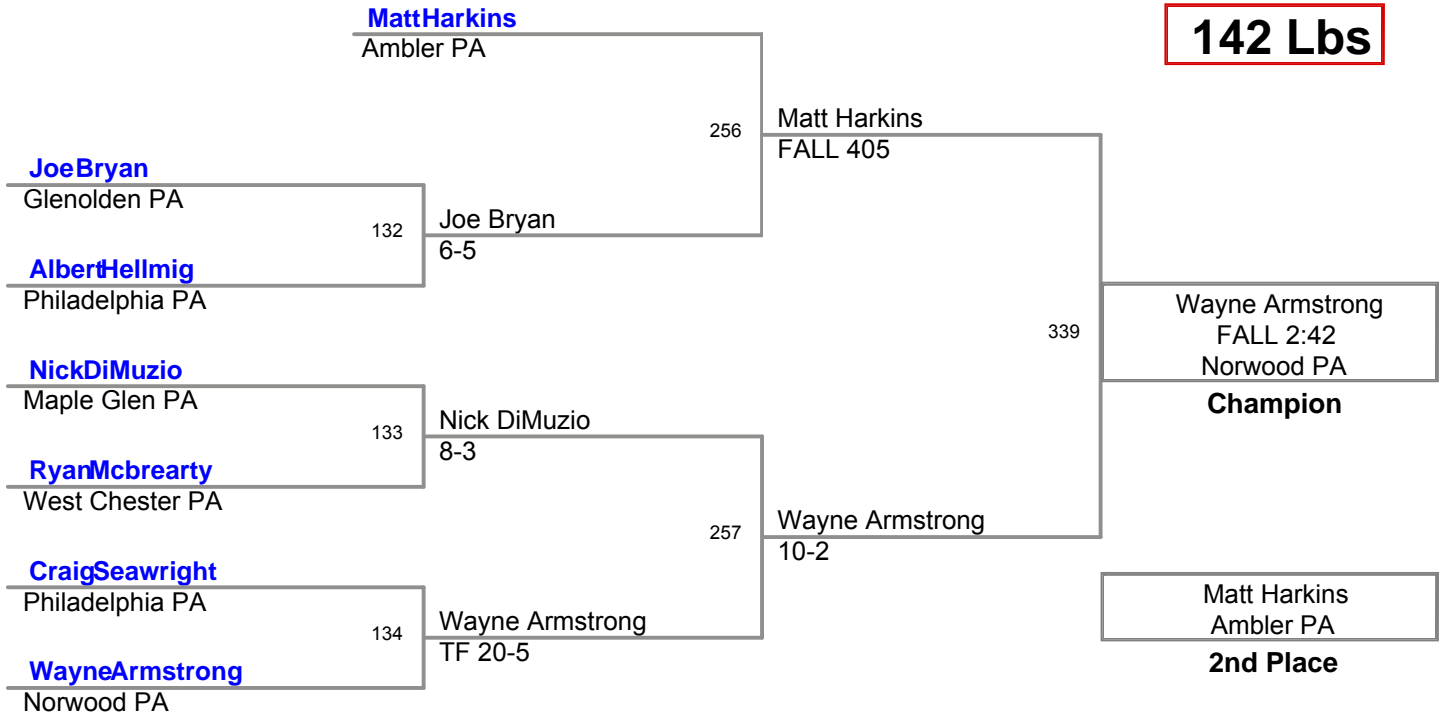 MattHarkins
Ambler PA
142 Lbs
256
Matt Harkins
FALL 405
JoeBryan
Glenolden PA
132
Joe Bryan
6-5
AlbertHellmig
Philadelphia PA
339
Wayne Armstrong
FALL 2:42
Norwood PA
Champion
NickDiMuzio
Maple Glen PA
133
Nick DiMuzio
8-3
RyanMcbrearty
West Chester PA
257
Wayne Armstrong
10-2
CraigSeawright
Philadelphia PA
134
Wayne Armstrong
TF 20-5
WayneArmstrong
Norwood PA
Matt Harkins
Ambler PA
2nd Place